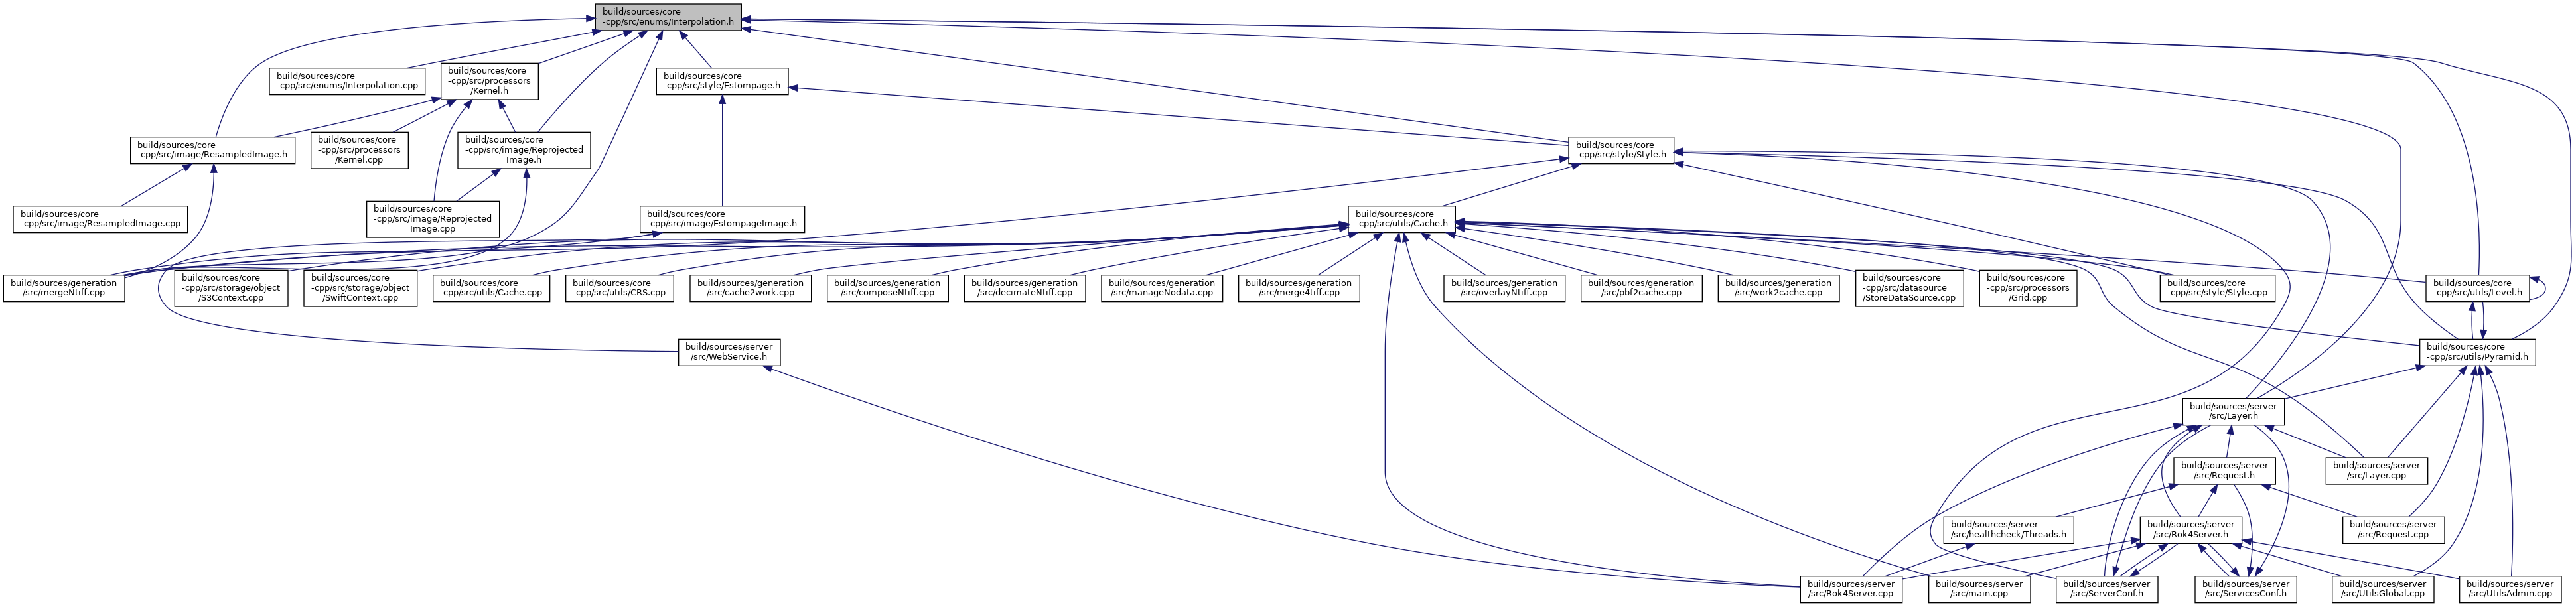 build/sources/core
-cpp/src/enums/Interpolation.h
build/sources/core
-cpp/src/enums/Interpolation.cpp
build/sources/core
-cpp/src/processors
/Kernel.h
build/sources/core
-cpp/src/style/Estompage.h
build/sources/core
-cpp/src/image/ResampledImage.h
build/sources/core
-cpp/src/processors
/Kernel.cpp
build/sources/core
-cpp/src/image/Reprojected
Image.h
build/sources/core
-cpp/src/style/Style.h
build/sources/core
-cpp/src/image/ResampledImage.cpp
build/sources/core
-cpp/src/image/Reprojected
Image.cpp
build/sources/core
-cpp/src/image/EstompageImage.h
build/sources/core
-cpp/src/utils/Cache.h
build/sources/generation
/src/mergeNtiff.cpp
build/sources/core
-cpp/src/storage/object
/S3Context.cpp
build/sources/core
-cpp/src/storage/object
/SwiftContext.cpp
build/sources/core
-cpp/src/utils/Cache.cpp
build/sources/core
-cpp/src/utils/CRS.cpp
build/sources/generation
/src/cache2work.cpp
build/sources/generation
/src/composeNtiff.cpp
build/sources/generation
/src/decimateNtiff.cpp
build/sources/generation
/src/manageNodata.cpp
build/sources/generation
/src/merge4tiff.cpp
build/sources/generation
/src/overlayNtiff.cpp
build/sources/generation
/src/pbf2cache.cpp
build/sources/generation
/src/work2cache.cpp
build/sources/core
-cpp/src/datasource
/StoreDataSource.cpp
build/sources/core
-cpp/src/processors
/Grid.cpp
build/sources/core
-cpp/src/style/Style.cpp
build/sources/core
-cpp/src/utils/Level.h
build/sources/server
/src/WebService.h
build/sources/core
-cpp/src/utils/Pyramid.h
build/sources/server
/src/Layer.h
build/sources/server
/src/Request.h
build/sources/server
/src/Layer.cpp
build/sources/server
/src/healthcheck/Threads.h
build/sources/server
/src/Rok4Server.h
build/sources/server
/src/Request.cpp
build/sources/server
/src/Rok4Server.cpp
build/sources/server
/src/main.cpp
build/sources/server
/src/ServerConf.h
build/sources/server
/src/ServicesConf.h
build/sources/server
/src/UtilsGlobal.cpp
build/sources/server
/src/UtilsAdmin.cpp